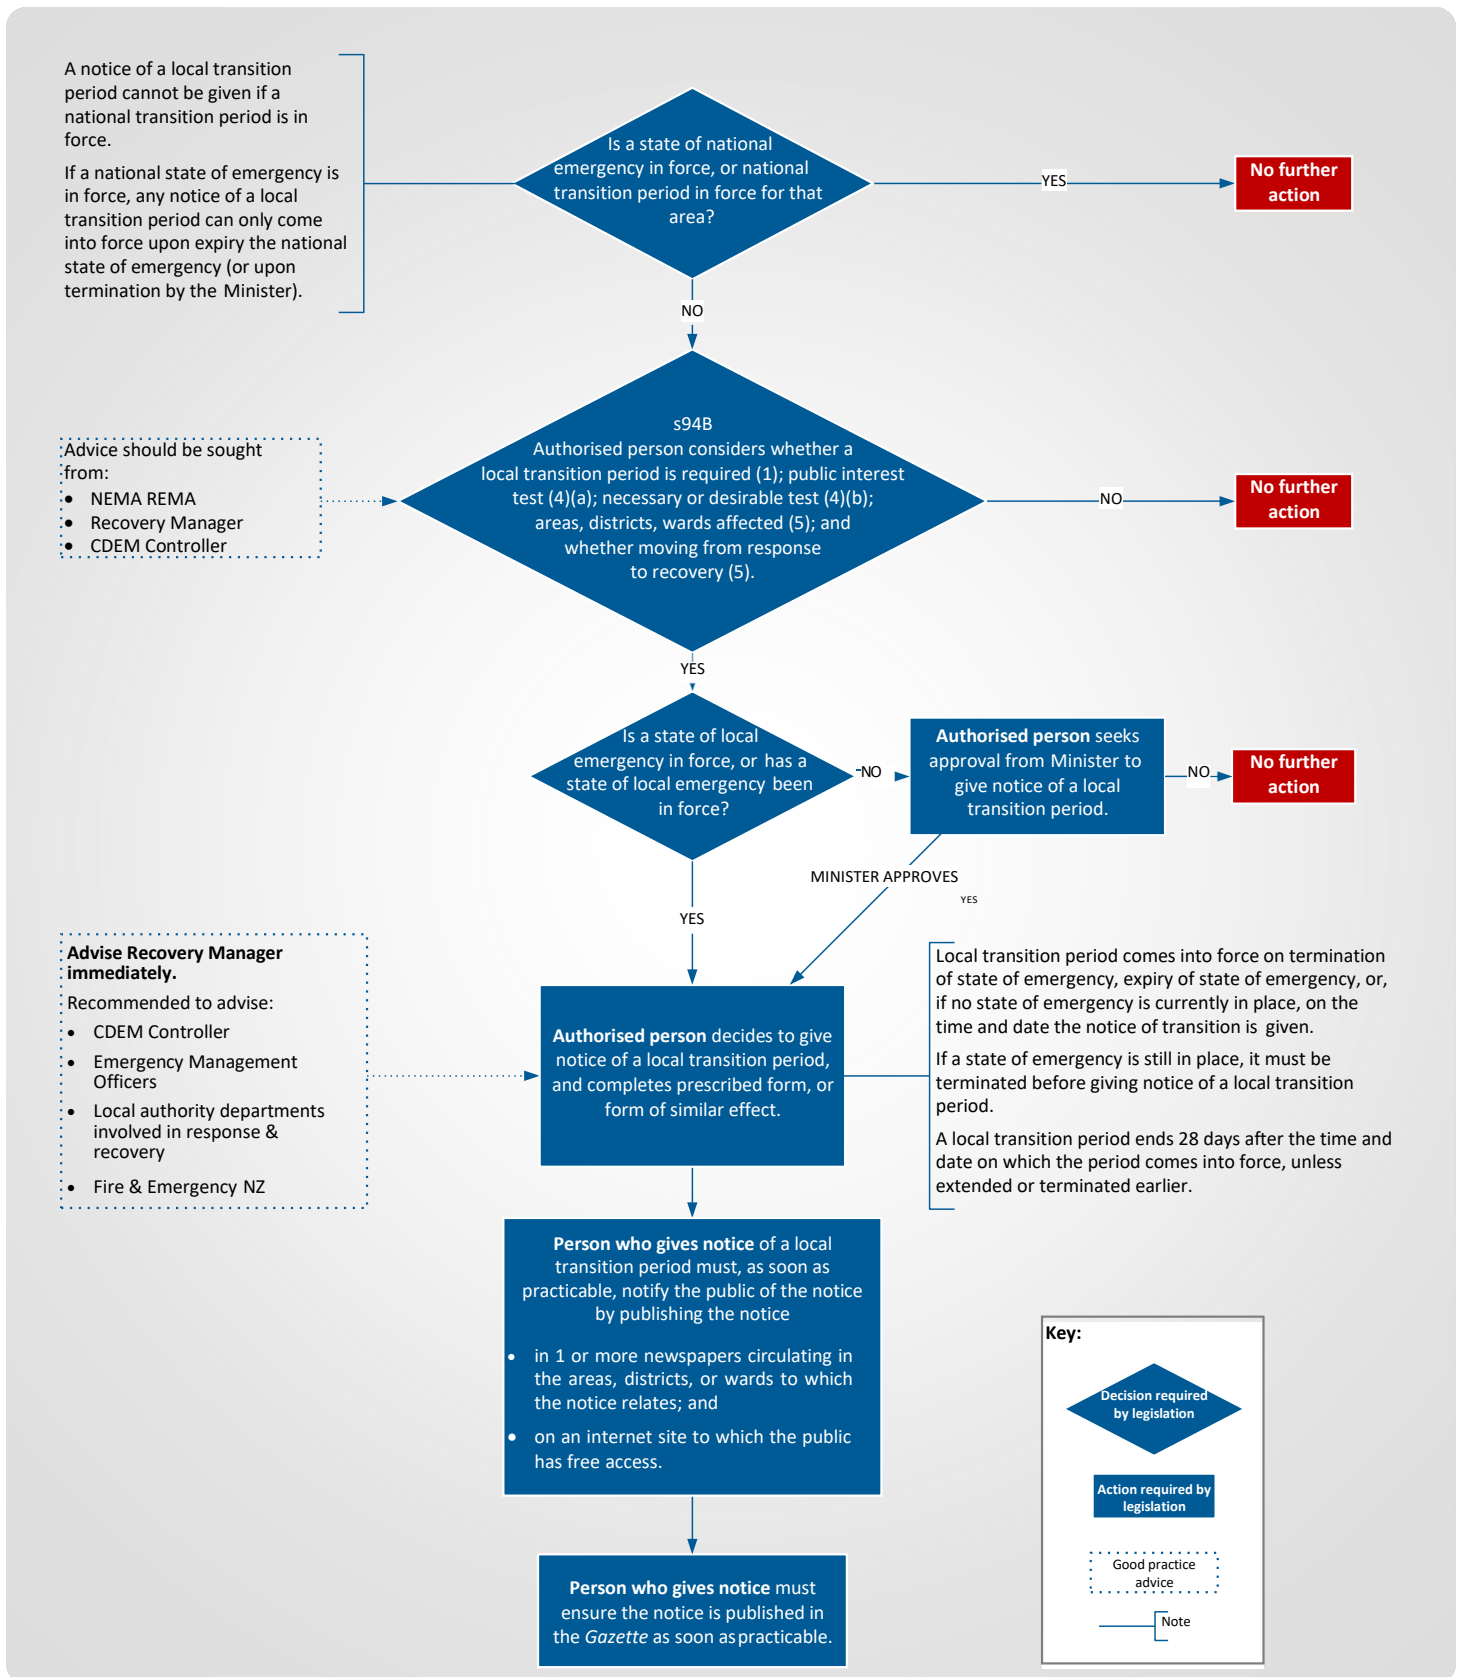 A notice of a local transition
period cannot be given if a
national transition period is in
force.
If a national state of emergency is
in force, any notice of a local
transition period can only come
into force upon expiry the national
state of emergency (or upon
termination by the Minister).
Is a state of national
emergency in force, or national
transition period in force for that
area?
YES
No further
action
NO
Advice should be sought
from:
• NEMA REMA
• Recovery Manager
• CDEM Controller
s94B
Authorised person considers whether a
local transition period is required (1); public interest
test (4)(a); necessary or desirable test (4)(b);
areas, districts, wards affected (5); and
whether moving from response
to recovery (5).
NO
No further
action
YES
Is a state of local
emergency in force, or has a
state of local emergency been
in force?
NO
Authorised person seeks
approval from Minister to
give notice of a local
transition period.
NO
No further
action
MINISTER APPROVES
YES
YES
Advise Recovery Manager
immediately.
Recommended to advise:
• CDEM Controller
• Emergency Management
Officers
• Local authority departments
involved in response &
recovery
• Fire & Emergency NZ
Authorised person decides to give
notice of a local transition period,
and completes prescribed form, or
form of similar effect.
Local transition period comes into force on termination
of state of emergency, expiry of state of emergency, or,
if no state of emergency is currently in place, on the
time and date the notice of transition is given.
If a state of emergency is still in place, it must be
terminated before giving notice of a local transition
period.
A local transition period ends 28 days after the time and
date on which the period comes into force, unless
extended or terminated earlier.
Person who gives notice of a local
transition period must, as soon as
practicable, notify the public of the notice
by publishing the notice
• in 1 or more newspapers circulating in
the areas, districts, or wards to which
the notice relates; and
• on an internet site to which the public
has free access.
Person who gives notice must
ensure the notice is published in
the Gazette as soon as practicable.
Key:
Decision required
by legislation
Action required by
legislation
Good practice
advice
Note